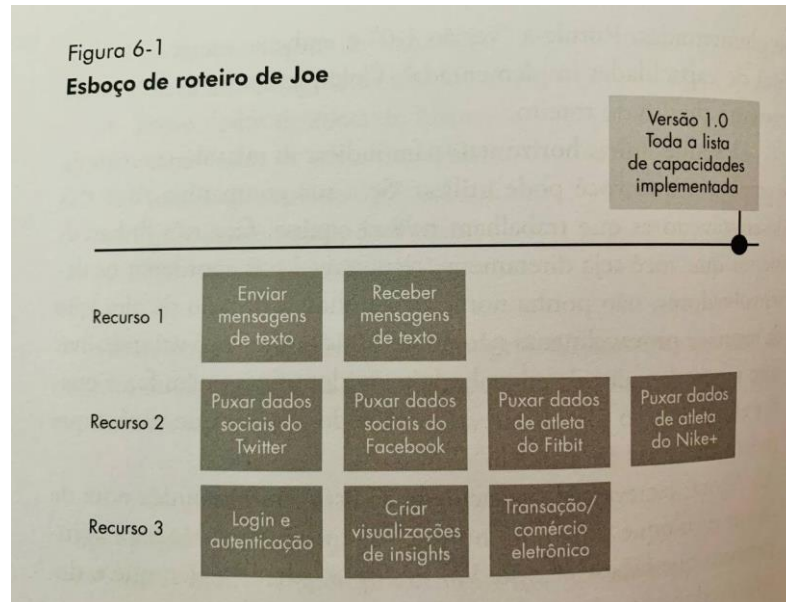 Figura 6-1
Esboço de roteiro de Joe
Versão 1.0
Toda a lista
de capacidades
implementada
Recurso 1
Enviar
mensagens
de texto
Receber
mensagens
de texto
Recurso 2
Puxar dados
sociais do
Twitter
Puxar dados
sociais do
Facebook
Puxar dados
de atleta
do Fitbit
Puxar dados
de atleta
do Nike+
Recurso 3
Login e
autenticação
Criar
visualizações
de insights
Transação/
comércio
eletrônico